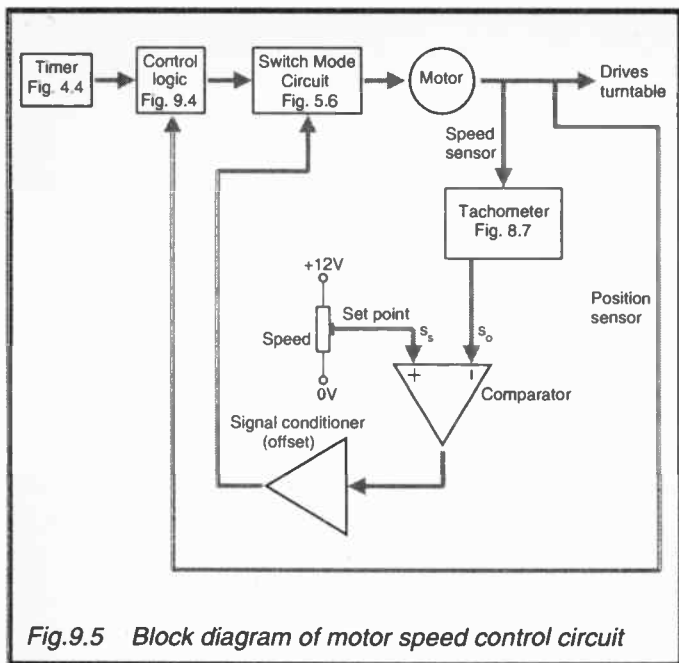 Timer
Fig. 4.4
Control
logic
Fig. 9.4
Switch Mode
Circuit
Fig. 5.6
Motor
Drives
turntable
Speed
sensor
Tachometer
Fig. 8.7
+12V
Set point
Speed
0V
Ss
So
+
–
Comparator
Position
sensor
Signal conditioner
(offset)
Fig.9.5 Block diagram of motor speed control circuit